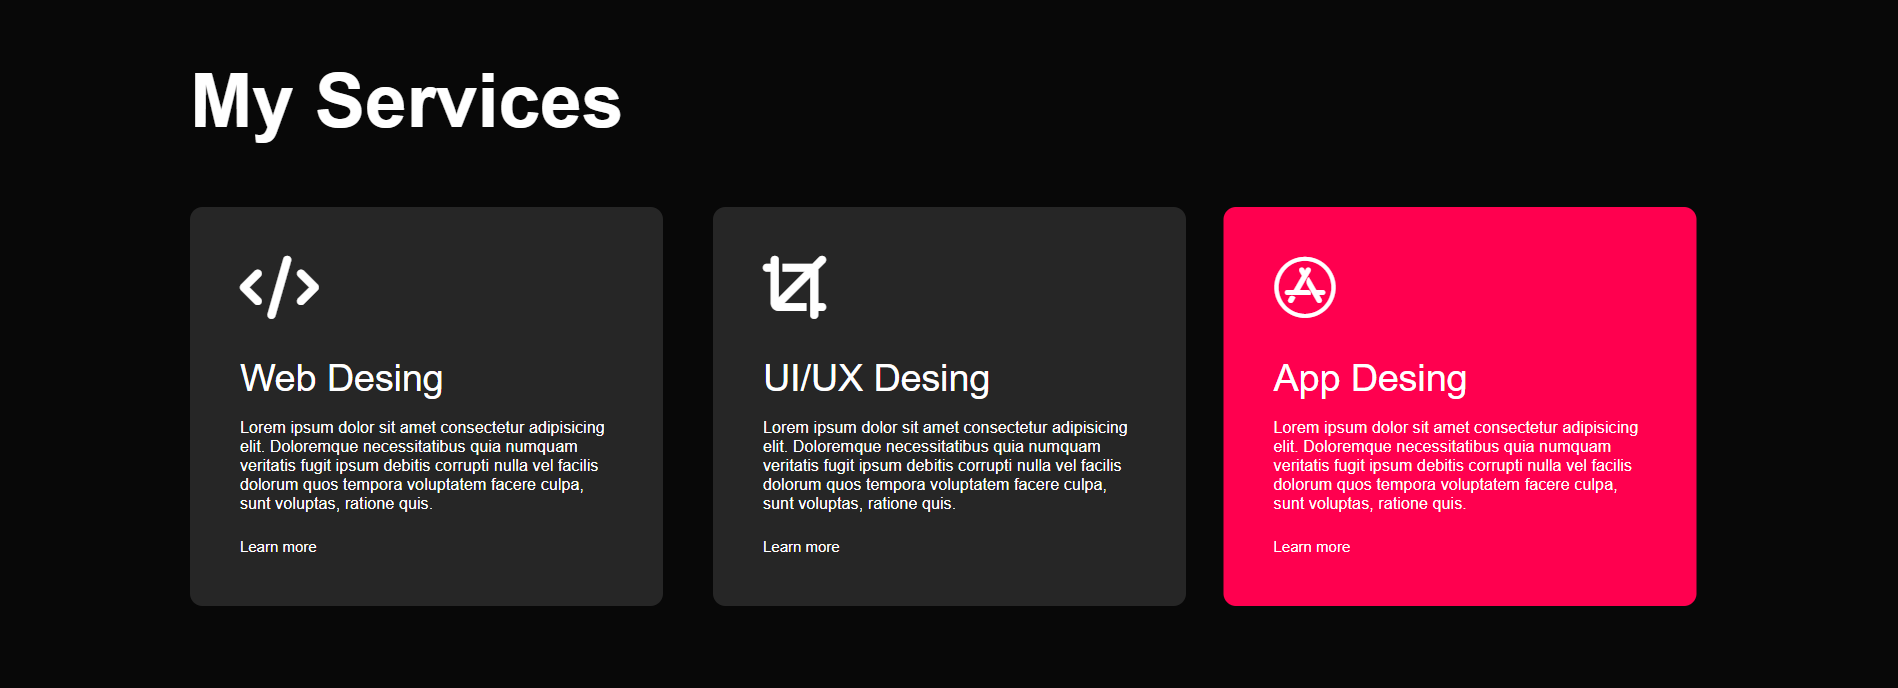 My Services
Web Desing
Lorem ipsum dolor sit amet consectetur adipisicing
elit. Doloremque necessitatibus quia numquam
veritatis fugit ipsum debitis corrupti nulla vel facilis
dolorum quos tempora voluptatem facere culpa,
sunt voluptas, ratione quis.
Learn more
UI/UX Desing
Lorem ipsum dolor sit amet consectetur adipisicing
elit. Doloremque necessitatibus quia numquam
veritatis fugit ipsum debitis corrupti nulla vel facilis
dolorum quos tempora voluptatem facere culpa,
sunt voluptas, ratione quis.
Learn more
App Desing
Lorem ipsum dolor sit amet consectetur adipisicing
elit. Doloremque necessitatibus quia numquam
veritatis fugit ipsum debitis corrupti nulla vel facilis
dolorum quos tempora voluptatem facere culpa,
sunt voluptas, ratione quis.
Learn more